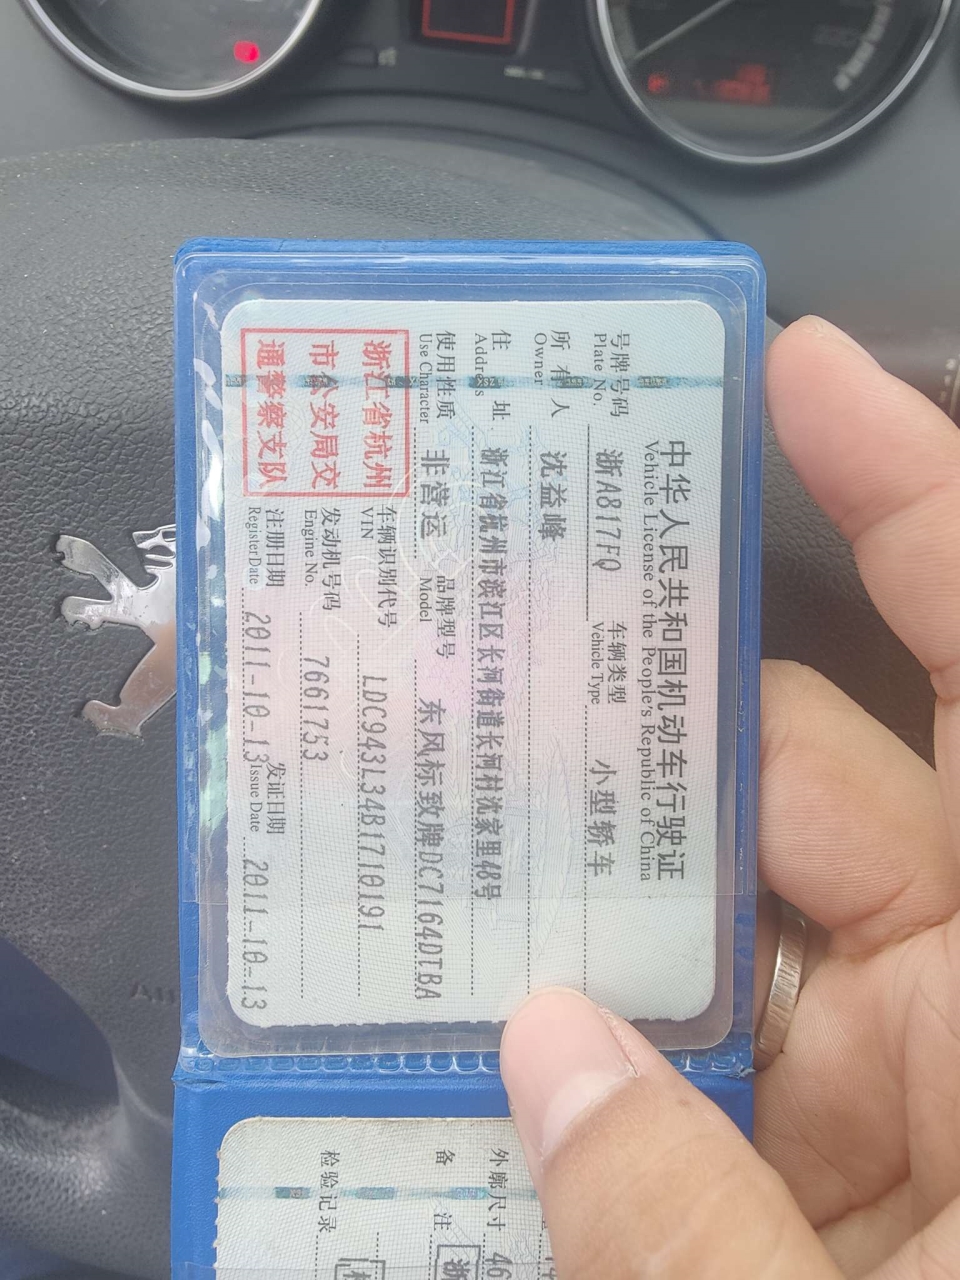 中华人民共和国机动车行驶证
Vehicle License of the People's Republic of China
号牌号码 浙A817FQ 车辆类型 小型轿车
Plate No. Vehicle Type
所有人 沈益峰
Owner
住址 浙江省杭州市滨江区长河街道长河村沈家里48号
Address
使用性质 非营运 品牌型号 东风标致牌DC7164DTBA
Use Character Model
浙江省杭州
市公安局交
通警察支队
车辆识别代号 LDC943L34B1710191
VIN
发动机号码 7661753
Engine No.
注册日期 2011-10-13 发证日期 2011-10-13
Register Date Issue Date
外廓尺寸 46
备注 浙
检验记录